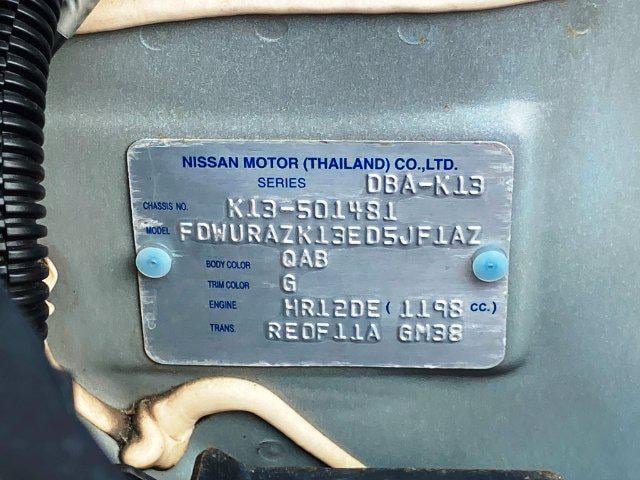 NISSAN MOTOR (THAILAND) CO.,LTD.
SERIES DBA-K13
CHASSIS NO. K13-501481
MODEL FDWURAZK13ED5JF1AZ
BODY COLOR QAB
TRIM COLOR G
ENGINE HR12DE ( 1198 CC.)
TRANS. RE0F11A GM38